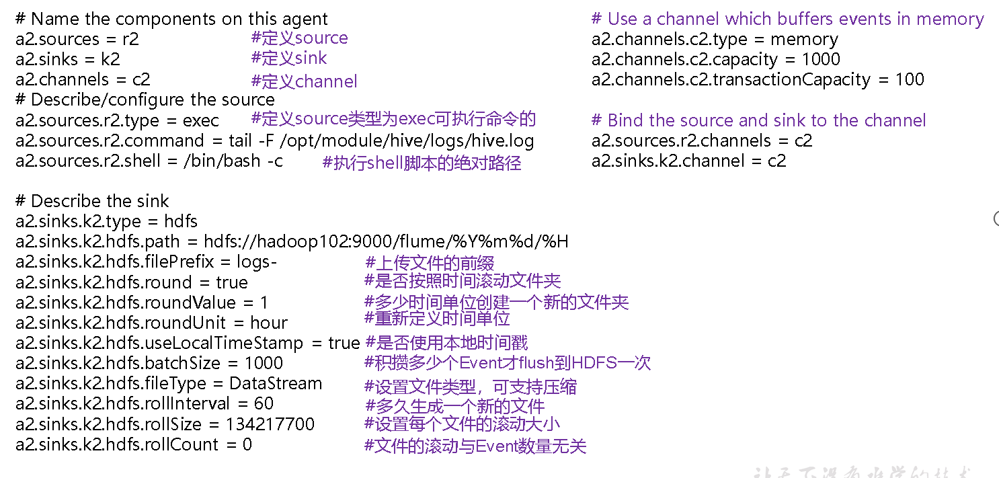 # Name the components on this agent
a2.sources = r2 #定义source
a2.sinks = k2 #定义sink
a2.channels = c2 #定义channel
# Describe/configure the source
a2.sources.r2.type = exec #定义source类型为exec可执行命令的
a2.sources.r2.command = tail -F /opt/module/hive/logs/hive.log
a2.sources.r2.shell = /bin/bash -c #执行shell脚本的绝对路径
# Describe the sink
a2.sinks.k2.type = hdfs
a2.sinks.k2.hdfs.path = hdfs://hadoop102:9000/flume/%Y%m%d/%H
a2.sinks.k2.hdfs.filePrefix = logs- #上传文件的前缀
a2.sinks.k2.hdfs.round = true #是否按照时间滚动文件夹
a2.sinks.k2.hdfs.roundValue = 1 #多少时间单位创建一个新的文件夹
a2.sinks.k2.hdfs.roundUnit = hour #重新定义时间单位
a2.sinks.k2.hdfs.useLocalTimeStamp = true #是否使用本地时间戳
a2.sinks.k2.hdfs.batchSize = 1000 #积攒多少个Event才flush到HDFS一次
a2.sinks.k2.hdfs.fileType = DataStream #设置文件类型，可支持压缩
a2.sinks.k2.hdfs.rollInterval = 60 #多久生成一个新的文件
a2.sinks.k2.hdfs.rollSize = 134217700 #设置每个文件的滚动大小
a2.sinks.k2.hdfs.rollCount = 0 #文件的滚动与Event数量无关
# Use a channel which buffers events in memory
a2.channels.c2.type = memory
a2.channels.c2.capacity = 1000
a2.channels.c2.transactionCapacity = 100
# Bind the source and sink to the channel
a2.sources.r2.channels = c2
a2.sinks.k2.channel = c2